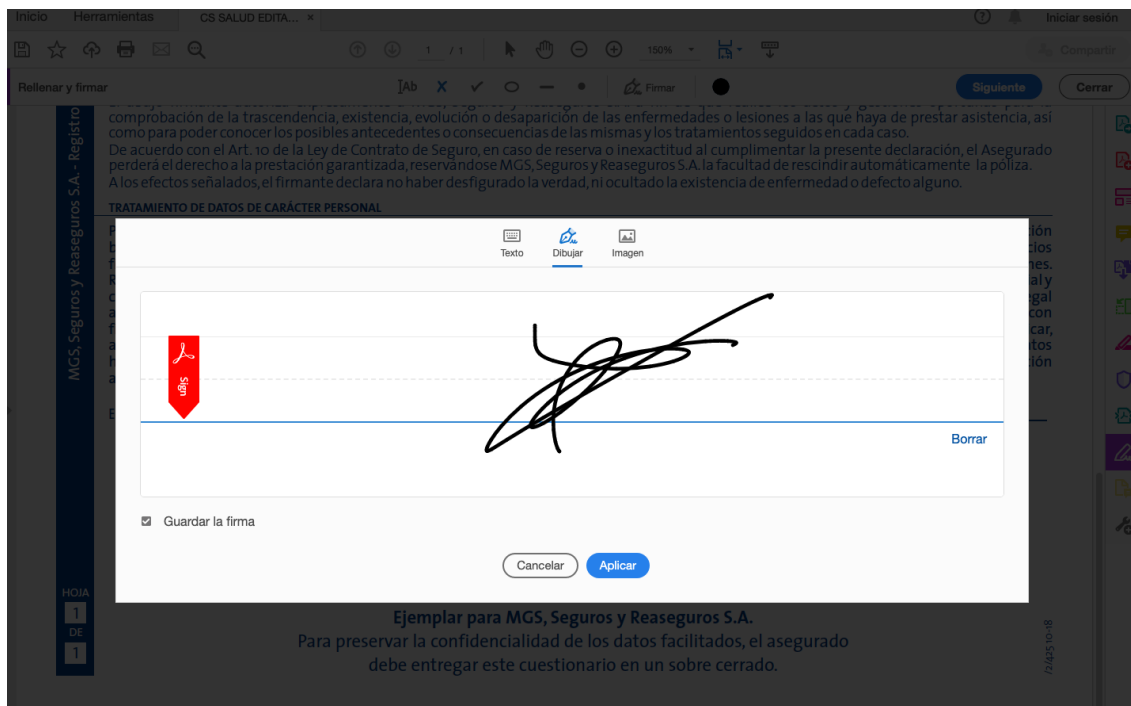 Inicio Herramientas CS SALUD EDITA... × Iniciar sesión
1 / 1 150% Compartir
Rellenar y firmar Ab Firmar Siguiente Cerrar
comprobación de la trascendencia, existencia, evolución o desaparición de las enfermedades o lesiones a las que haya de prestar asistencia, así
como para poder conocer los posibles antecedentes o consecuencias de las mismas y los tratamientos seguidos en cada caso.
De acuerdo con el Art. 10 de la Ley de Contrato de Seguro, en caso de reserva o inexactitud al cumplimentar la presente declaración, el Asegurado
perderá el derecho a la prestación garantizada, reservándose MGS, Seguros y Reaseguros S.A. la facultad de rescindir automáticamente la póliza.
A los efectos señalados, el firmante declara no haber desfigurado la verdad, ni ocultado la existencia de enfermedad o defecto alguno.
TRATAMIENTO DE DATOS DE CARÁCTER PERSONAL
MGS, Seguros y Reaseguros S.A. - Registro
Texto Dibujar Imagen
Sign
Borrar
Guardar la firma
Cancelar Aplicar
HOJA
1
DE
1
Ejemplar para MGS, Seguros y Reaseguros S.A.
Para preservar la confidencialidad de los datos facilitados, el asegurado
debe entregar este cuestionario en un sobre cerrado.
/2/425 10-18